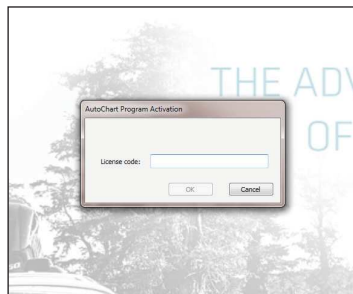 THE ADV
OF
AutoChart Program Activation
License code:
OK
Cancel